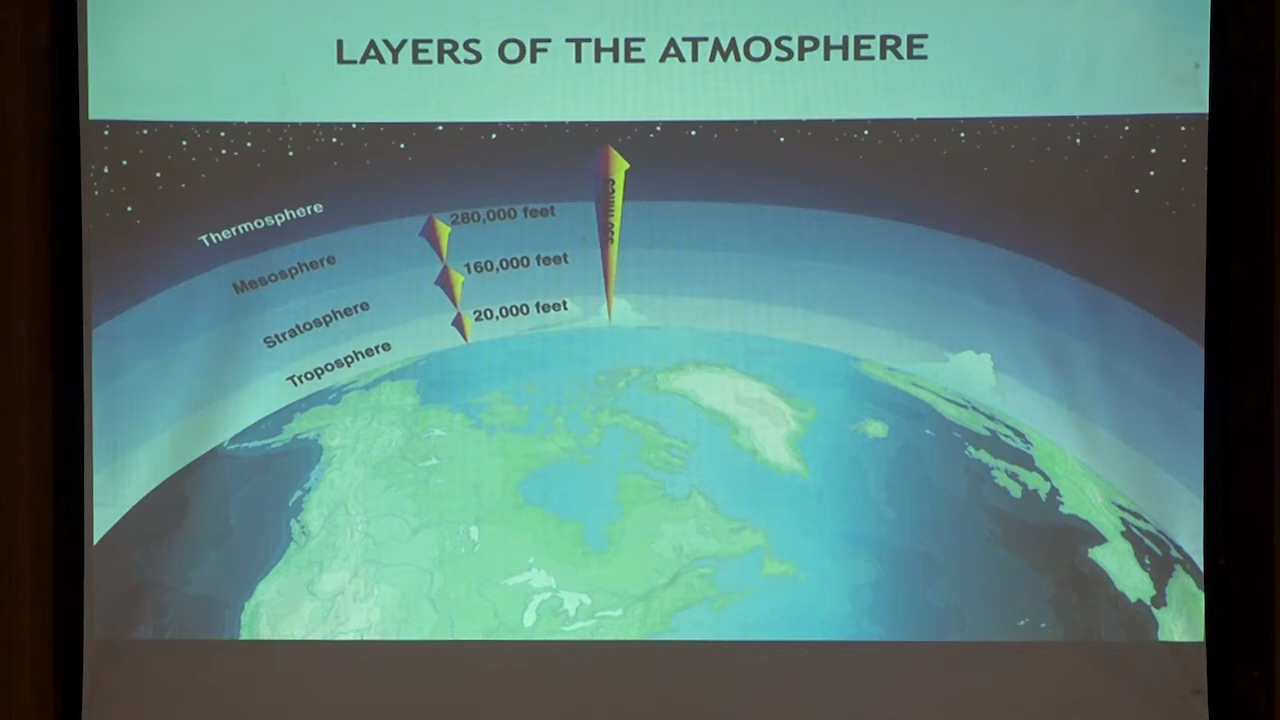 LAYERS OF THE ATMOSPHERE
Thermosphere
280,000 feet
Mesosphere
160,000 feet
Stratosphere
20,000 feet
Troposphere